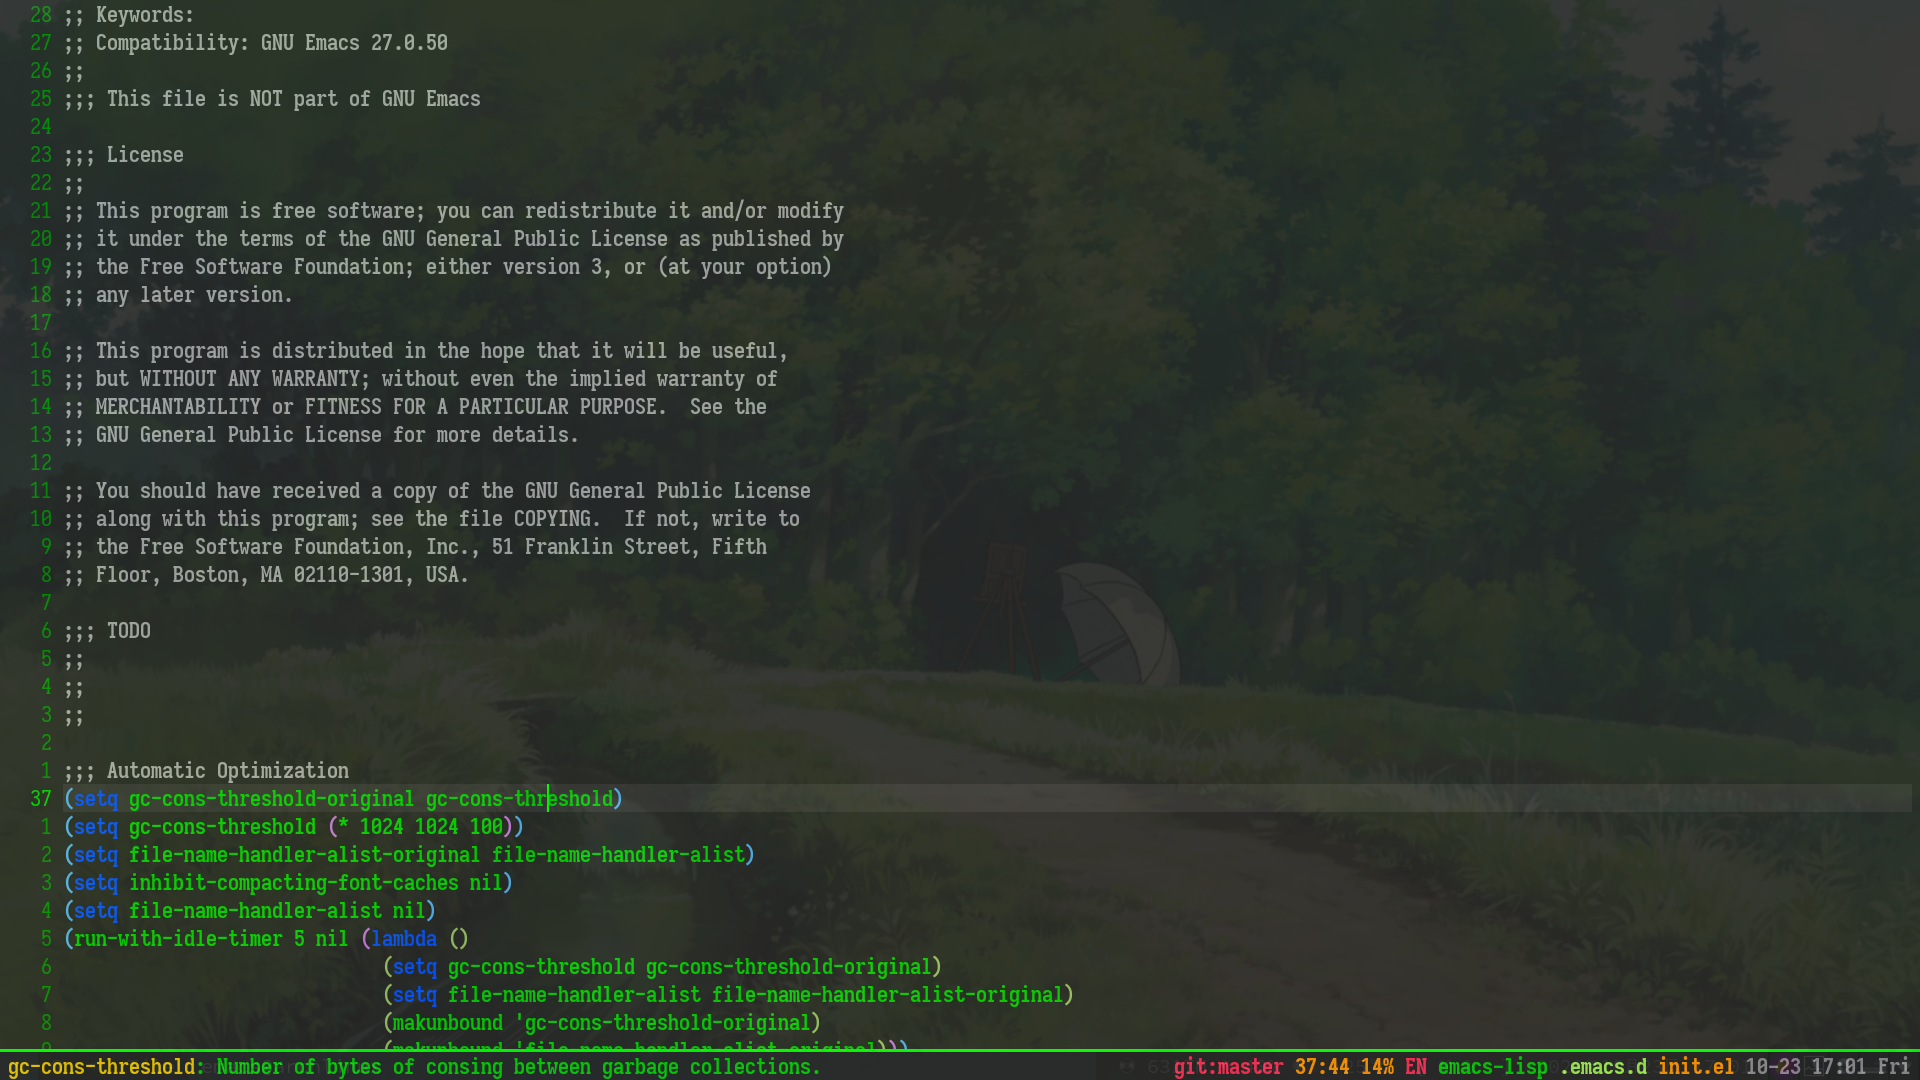 28 ;; Keywords:
27 ;; Compatibility: GNU Emacs 27.0.50
26 ;;
25 ;;; This file is NOT part of GNU Emacs
24
23 ;;; License
22 ;;
21 ;; This program is free software; you can redistribute it and/or modify
20 ;; it under the terms of the GNU General Public License as published by
19 ;; the Free Software Foundation; either version 3, or (at your option)
18 ;; any later version.
17
16 ;; This program is distributed in the hope that it will be useful,
15 ;; but WITHOUT ANY WARRANTY; without even the implied warranty of
14 ;; MERCHANTABILITY or FITNESS FOR A PARTICULAR PURPOSE.  See the
13 ;; GNU General Public License for more details.
12
11 ;; You should have received a copy of the GNU General Public License
10 ;; along with this program; see the file COPYING.  If not, write to
9 ;; the Free Software Foundation, Inc., 51 Franklin Street, Fifth
8 ;; Floor, Boston, MA 02110-1301, USA.
7
6 ;;; TODO
5 ;;
4 ;;
3 ;;
2
1 ;;; Automatic Optimization
37 (setq gc-cons-threshold-original gc-cons-threshold)
1 (setq gc-cons-threshold (* 1024 1024 100))
2 (setq file-name-handler-alist-original file-name-handler-alist)
3 (setq inhibit-compacting-font-caches nil)
4 (setq file-name-handler-alist nil)
5 (run-with-idle-timer 5 nil (lambda ()
6                              (setq gc-cons-threshold gc-cons-threshold-original)
7                              (setq file-name-handler-alist file-name-handler-alist-original)
8                              (makunbound 'gc-cons-threshold-original)
9                              (makunbound 'file-name-handler-alist-original)))
gc-cons-threshold: Number of bytes of consing between garbage collections. git:master 37:44 14% EN emacs-lisp .emacs.d init.el 10-23 17:01 Fri